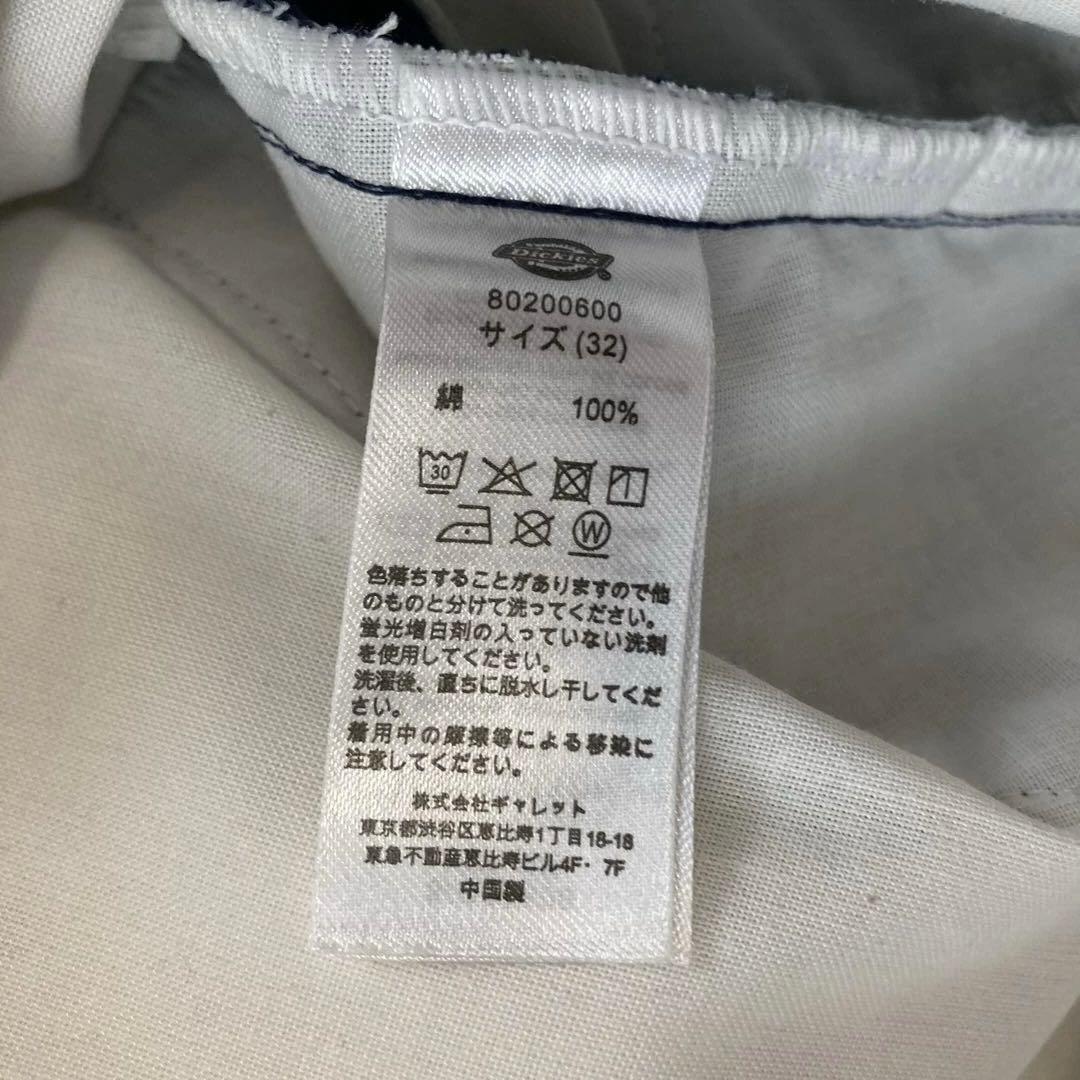 Dickies
80200600
サイズ (32)
綿 100%
30
W
色落ちすることがありますので他
のものと分けて洗ってください。
蛍光増白剤の入っていない洗剤
を使用してください。
洗濯後、直ちに脱水し干してくだ
さい。
着用中の摩擦等による移染に
注意してください。
株式会社ギャレット
東京都渋谷区恵比寿1丁目18-18
東急不動産恵比寿ビル4F・7F
中国製